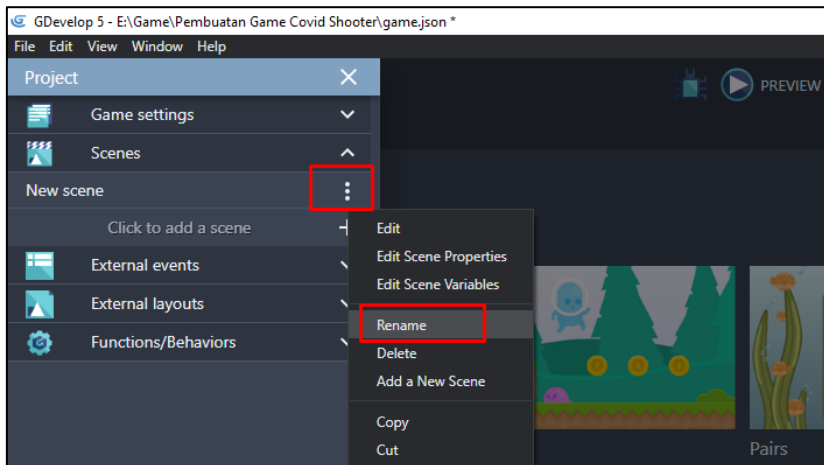 GDevelop 5 - E:\Game\Pembuatan Game Covid Shooter\game.json *
File Edit View Window Help
Project
PREVIEW
Game settings
Scenes
New scene
Click to add a scene
External events
External layouts
Functions/Behaviors
Edit
Edit Scene Properties
Edit Scene Variables
Rename
Delete
Add a New Scene
Copy
Cut
Pairs